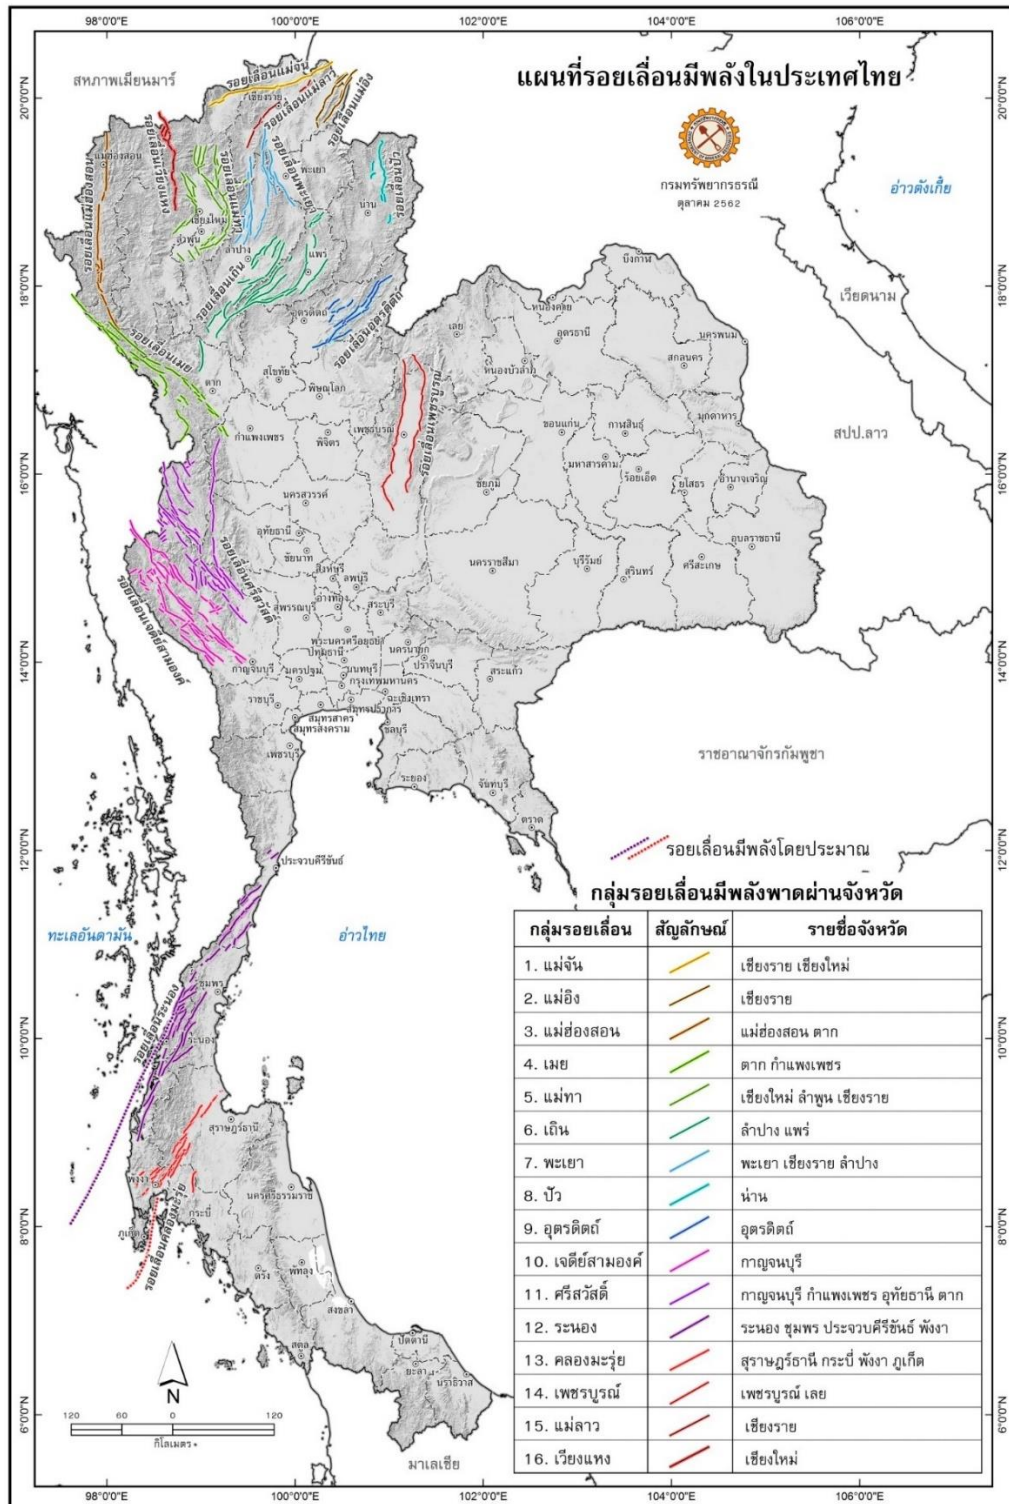 98°0'0"E 100°0'0"E 102°0'0"E 104°0'0"E 106°0'0"E
แผนที่รอยเลื่อนมีพลังในประเทศไทย
กรมทรัพยากรธรณี
ตุลาคม 2562
สหภาพเมียนมาร์
อ่าวตังเกี๋ย
เวียดนาม
สปป.ลาว
ราชอาณาจักรกัมพูชา
ทะเลอันดามัน
อ่าวไทย
มาเลเซีย
20°0'0"N
18°0'0"N
16°0'0"N
14°0'0"N
12°0'0"N
10°0'0"N
8°0'0"N
6°0'0"N
20°0'0"N
18°0'0"N
16°0'0"N
14°0'0"N
12°0'0"N
10°0'0"N
8°0'0"N
6°0'0"N
รอยเลื่อนแม่จัน
รอยเลื่อนแม่ลาว
รอยเลื่อนแม่อิง
รอยเลื่อนเวียงแหง
รอยเลื่อนแม่ฮ่องสอน
รอยเลื่อนแม่ทา
รอยเลื่อนพะเยา
รอยเลื่อนปัว
รอยเลื่อนเถิน
รอยเลื่อนอุตรดิตถ์
รอยเลื่อนเมย
รอยเลื่อนเพชรบูรณ์
รอยเลื่อนศรีสวัสดิ์
รอยเลื่อนเจดีย์สามองค์
รอยเลื่อนระนอง
รอยเลื่อนคลองมะรุ่ย
เชียงราย
แม่ฮ่องสอน
พะเยา
น่าน
เชียงใหม่
ลำพูน
ลำปาง
แพร่
อุตรดิตถ์
บึงกาฬ
หนองคาย
เลย
อุดรธานี
นครพนม
สกลนคร
หนองบัวลำภู
สุโขทัย
ตาก
พิษณุโลก
กำแพงเพชร
พิจิตร
เพชรบูรณ์
ขอนแก่น
กาฬสินธุ์
มุกดาหาร
มหาสารคาม
ร้อยเอ็ด
ชัยภูมิ
ยโสธร
อำนาจเจริญ
นครสวรรค์
อุทัยธานี
ชัยนาท
อุบลราชธานี
สิงห์บุรี
ลพบุรี
นครราชสีมา
บุรีรัมย์
สุรินทร์
ศรีสะเกษ
อ่างทอง
สุพรรณบุรี
สระบุรี
พระนครศรีอยุธยา
นครนายก
ปทุมธานี
ปราจีนบุรี
กาญจนบุรี
นครปฐม
นนทบุรี
สระแก้ว
กรุงเทพมหานคร
ราชบุรี
ฉะเชิงเทรา
สมุทรปราการ
สมุทรสาคร
สมุทรสงคราม
ชลบุรี
เพชรบุรี
ระยอง
จันทบุรี
ตราด
ประจวบคีรีขันธ์
ชุมพร
ระนอง
สุราษฎร์ธานี
พังงา
นครศรีธรรมราช
กระบี่
ภูเก็ต
ตรัง
พัทลุง
สงขลา
สตูล
ปัตตานี
ยะลา
นราธิวาส
รอยเลื่อนมีพลังโดยประมาณ
กลุ่มรอยเลื่อนมีพลังพาดผ่านจังหวัด
กลุ่มรอยเลื่อน สัญลักษณ์ รายชื่อจังหวัด
1. แม่จัน เชียงราย เชียงใหม่
2. แม่อิง เชียงราย
3. แม่ฮ่องสอน แม่ฮ่องสอน ตาก
4. เมย ตาก กำแพงเพชร
5. แม่ทา เชียงใหม่ ลำพูน เชียงราย
6. เถิน ลำปาง แพร่
7. พะเยา พะเยา เชียงราย ลำปาง
8. ปัว น่าน
9. อุตรดิตถ์ อุตรดิตถ์
10. เจดีย์สามองค์ กาญจนบุรี
11. ศรีสวัสดิ์ กาญจนบุรี กำแพงเพชร อุทัยธานี ตาก
12. ระนอง ระนอง ชุมพร ประจวบคีรีขันธ์ พังงา
13. คลองมะรุ่ย สุราษฎร์ธานี กระบี่ พังงา ภูเก็ต
14. เพชรบูรณ์ เพชรบูรณ์ เลย
15. แม่ลาว เชียงราย
16. เวียงแหง เชียงใหม่
N
120 60 0 120
กิโลเมตร
98°0'0"E 100°0'0"E 102°0'0"E 104°0'0"E 106°0'0"E